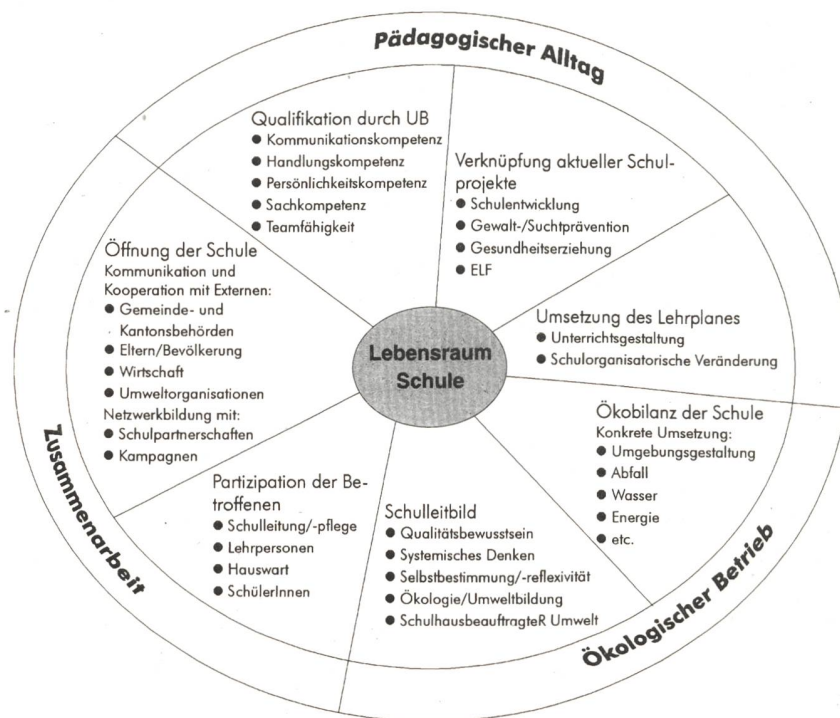 Pädagogischer Alltag
Qualifikation durch UB
● Kommunikationskompetenz
● Handlungskompetenz
● Persönlichkeitskompetenz
● Sachkompetenz
● Teamfähigkeit
Verknüpfung aktueller Schul-
projekte
● Schulentwicklung
● Gewalt-/Suchtprävention
● Gesundheitserziehung
● ELF
Öffnung der Schule
Kommunikation und
Kooperation mit Externen:
● Gemeinde- und
Kantonsbehörden
● Eltern/Bevölkerung
● Wirtschaft
● Umweltorganisationen
Netzwerkbildung mit:
● Schulpartnerschaften
● Kampagnen
Umsetzung des Lehrplanes
● Unterrichtsgestaltung
● Schulorganisatorische Veränderung
Lebensraum
Schule
Ökobilanz der Schule
Konkrete Umsetzung:
● Umgebungsgestaltung
● Abfall
● Wasser
● Energie
● etc.
Partizipation der Be-
troffenen
● Schulleitung/-pflege
● Lehrpersonen
● Hauswart
● SchülerInnen
Schulleitbild
● Qualitätsbewusstsein
● Systemisches Denken
● Selbstbestimmung/-reflexivität
● Ökologie/Umweltbildung
● SchulhausbeauftragteR Umwelt
Zusammenarbeit
Ökologischer Betrieb